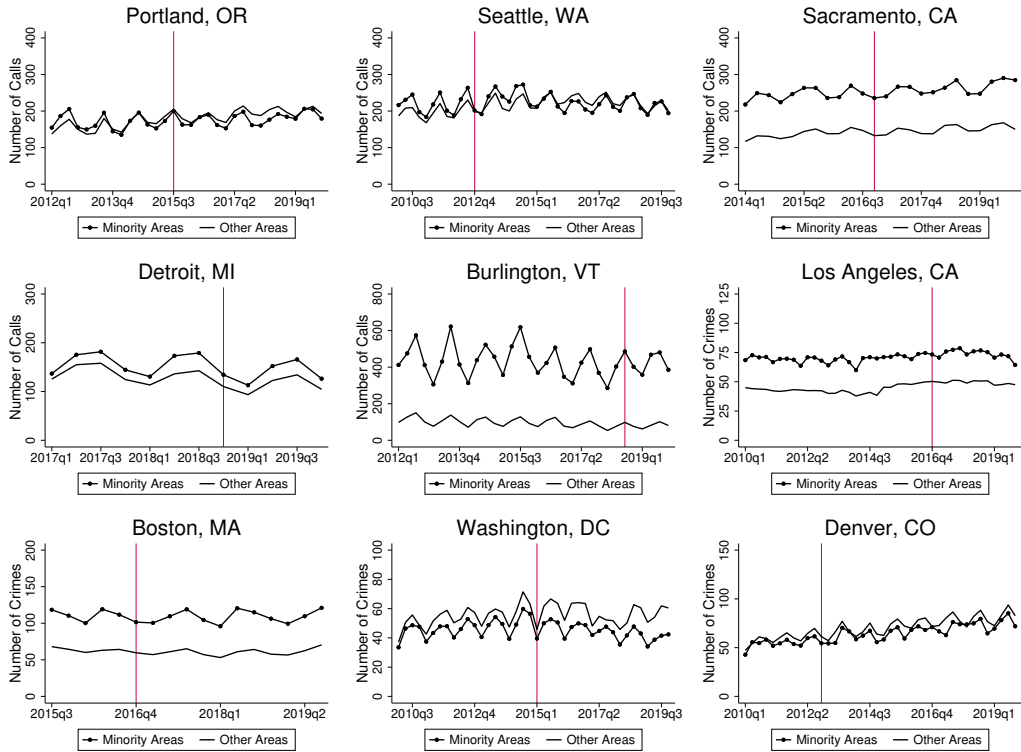 Portland, OR
Number of Calls
0 100 200 300 400
2012q1 2013q4 2015q3 2017q2 2019q1
Minority Areas Other Areas
Seattle, WA
Number of Calls
0 100 200 300 400
2010q3 2012q4 2015q1 2017q2 2019q3
Minority Areas Other Areas
Sacramento, CA
Number of Calls
0 100 200 300 400
2014q1 2015q2 2016q3 2017q4 2019q1
Minority Areas Other Areas
Detroit, MI
Number of Calls
0 100 200 300
2017q1 2017q3 2018q1 2018q3 2019q1 2019q3
Minority Areas Other Areas
Burlington, VT
Number of Calls
0 200 400 600 800
2012q1 2013q4 2015q3 2017q2 2019q1
Minority Areas Other Areas
Los Angeles, CA
Number of Crimes
0 25 50 75 100 125
2010q1 2012q2 2014q3 2016q4 2019q1
Minority Areas Other Areas
Boston, MA
Number of Crimes
0 50 100 150 200
2015q3 2016q4 2018q1 2019q2
Minority Areas Other Areas
Washington, DC
Number of Crimes
0 20 40 60 80 100
2010q3 2012q4 2015q1 2017q2 2019q3
Minority Areas Other Areas
Denver, CO
Number of Crimes
0 50 100 150
2010q1 2012q2 2014q3 2016q4 2019q1
Minority Areas Other Areas